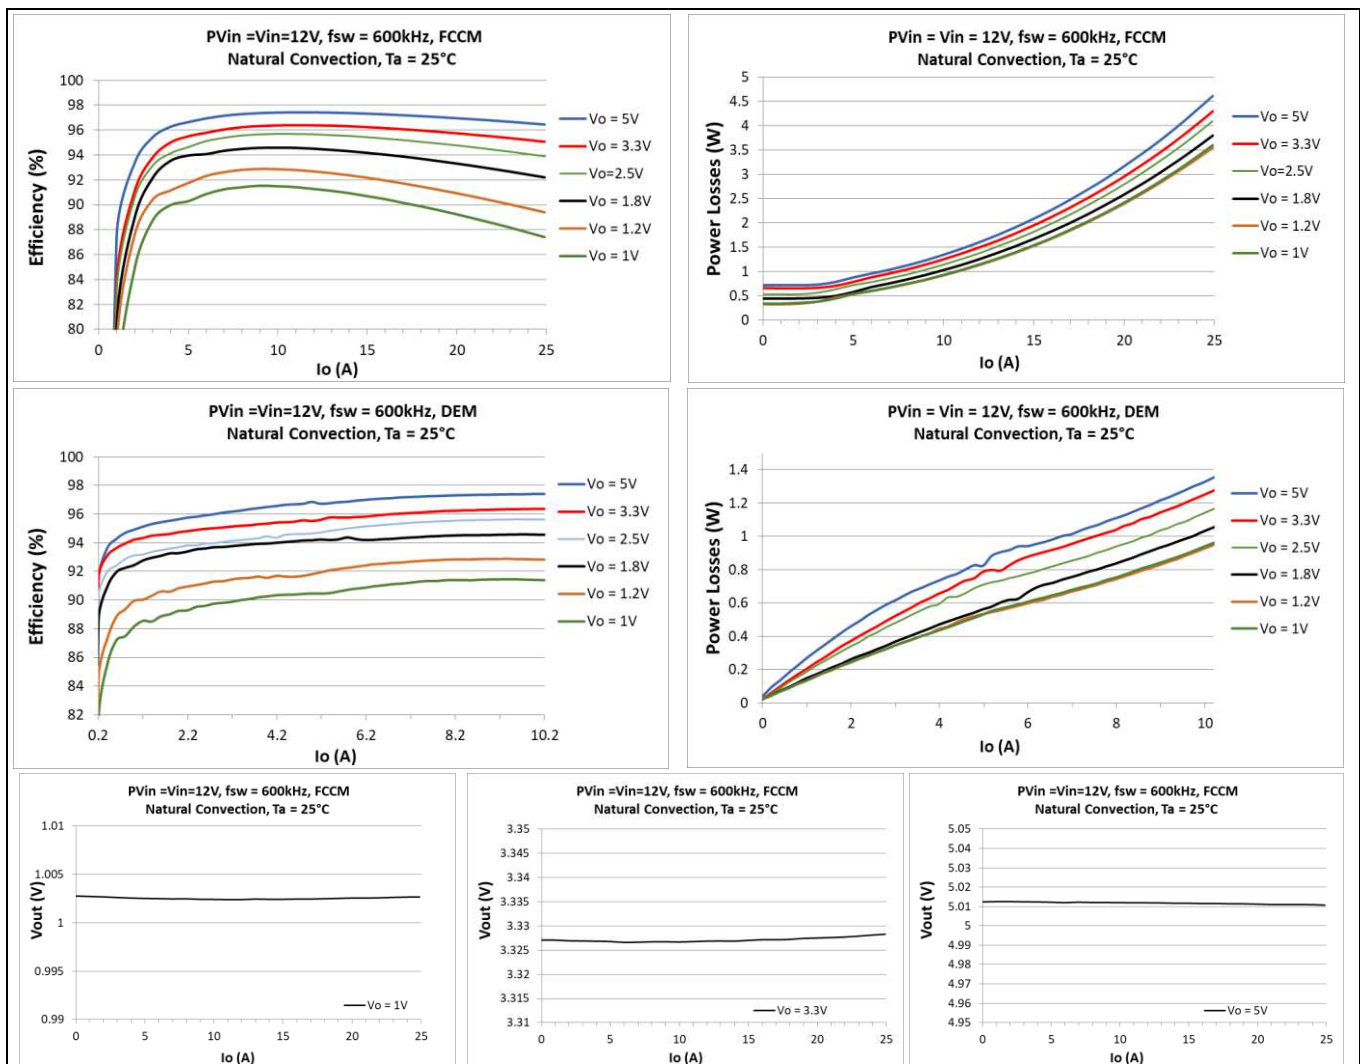 PVin =Vin=12V, fsw = 600kHz, FCCM
Natural Convection, Ta = 25°C
Efficiency (%)
100
98
96
94
92
90
88
86
84
82
80
0
5
10
15
20
25
Io (A)
Vo = 5V
Vo = 3.3V
Vo=2.5V
Vo = 1.8V
Vo = 1.2V
Vo = 1V
PVin = Vin = 12V, fsw = 600kHz, FCCM
Natural Convection, Ta = 25°C
Power Losses (W)
5
4.5
4
3.5
3
2.5
2
1.5
1
0.5
0
0
5
10
15
20
25
Io (A)
Vo = 5V
Vo = 3.3V
Vo=2.5V
Vo = 1.8V
Vo = 1.2V
Vo = 1V
PVin =Vin=12V, fsw = 600kHz, DEM
Natural Convection, Ta = 25°C
Efficiency (%)
100
98
96
94
92
90
88
86
84
82
0.2
2.2
4.2
6.2
8.2
10.2
Io (A)
Vo = 5V
Vo = 3.3V
Vo = 2.5V
Vo = 1.8V
Vo = 1.2V
Vo = 1V
PVin = Vin = 12V, fsw = 600kHz, DEM
Natural Convection, Ta = 25°C
Power Losses (W)
1.4
1.2
1
0.8
0.6
0.4
0.2
0
0
2
4
6
8
10
Io (A)
Vo = 5V
Vo = 3.3V
Vo = 2.5V
Vo = 1.8V
Vo = 1.2V
Vo = 1V
PVin =Vin=12V, fsw = 600kHz, FCCM
Natural Convection, Ta = 25°C
Vout (V)
1.01
1.005
1
0.995
0.99
0
5
10
15
20
25
Io (A)
Vo = 1V
PVin =Vin=12V, fsw = 600kHz, FCCM
Natural Convection, Ta = 25°C
Vout (V)
3.35
3.345
3.34
3.335
3.33
3.325
3.32
3.315
3.31
0
5
10
15
20
25
Io (A)
Vo = 3.3V
PVin =Vin=12V, fsw = 600kHz, FCCM
Natural Convection, Ta = 25°C
Vout (V)
5.05
5.04
5.03
5.02
5.01
5
4.99
4.98
4.97
4.96
4.95
0
5
10
15
20
25
Io (A)
Vo = 5V